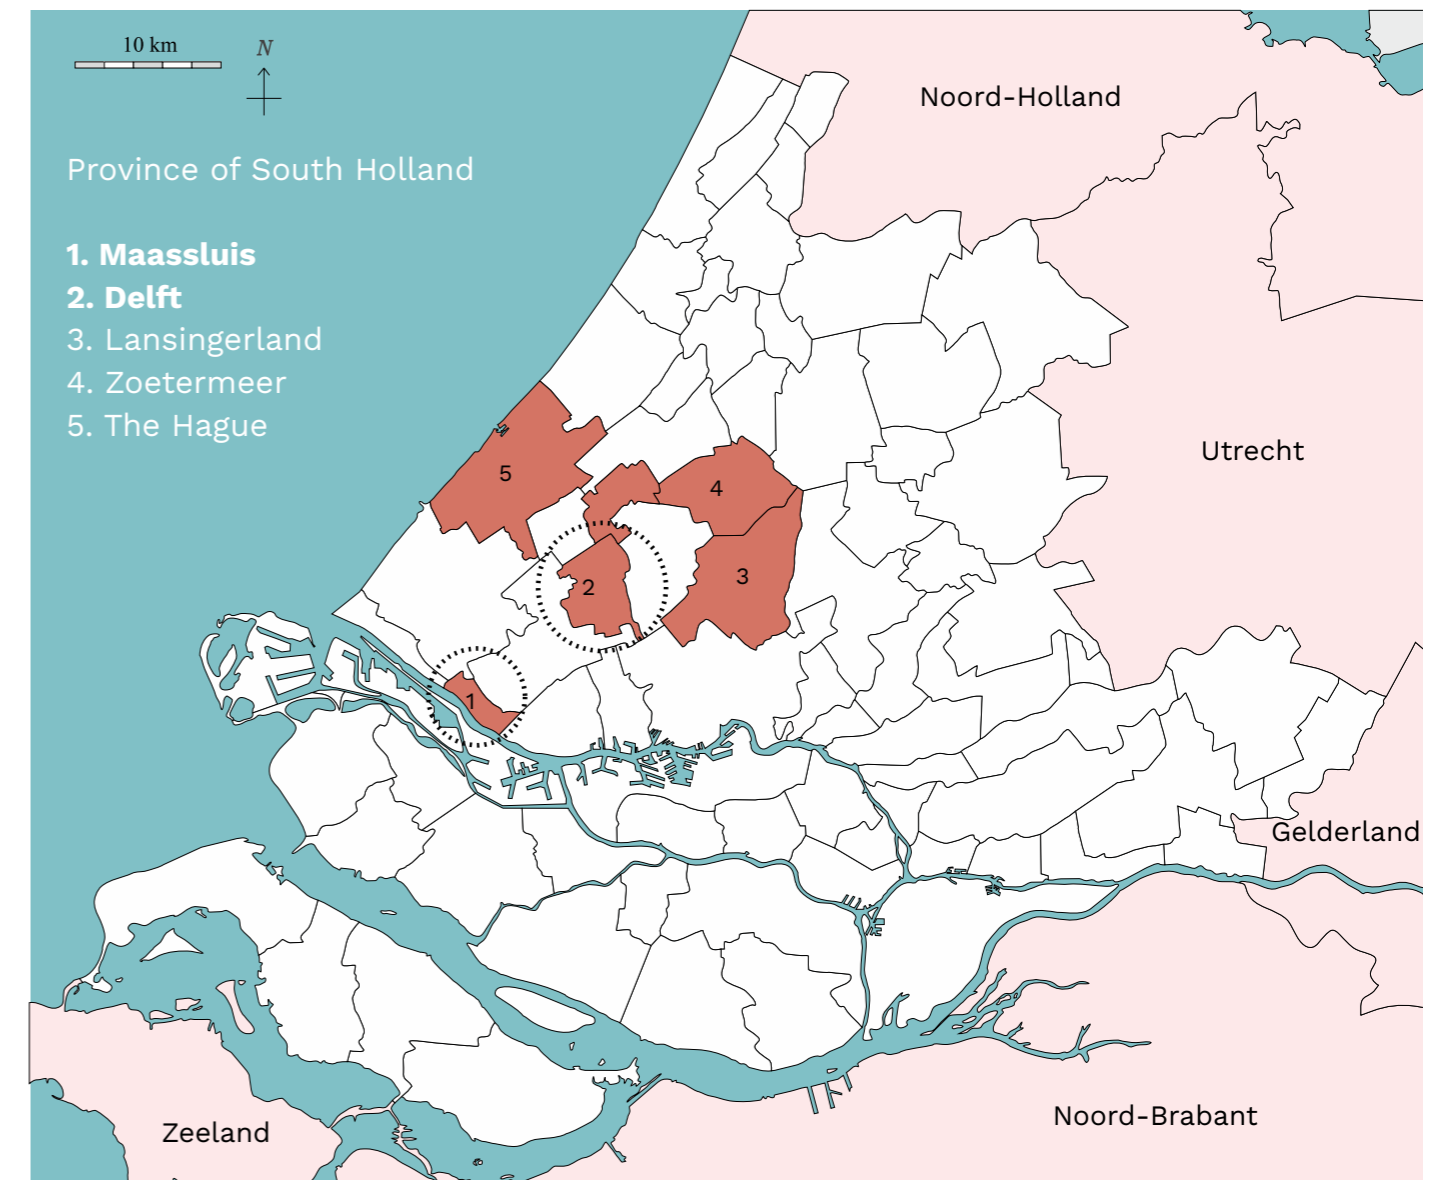 10 km
N
Province of South Holland
1. Maassluis
2. Delft
3. Lansingerland
4. Zoetermeer
5. The Hague
Noord-Holland
Utrecht
5
4
3
2
1
Gelderland
Zeeland
Noord-Brabant